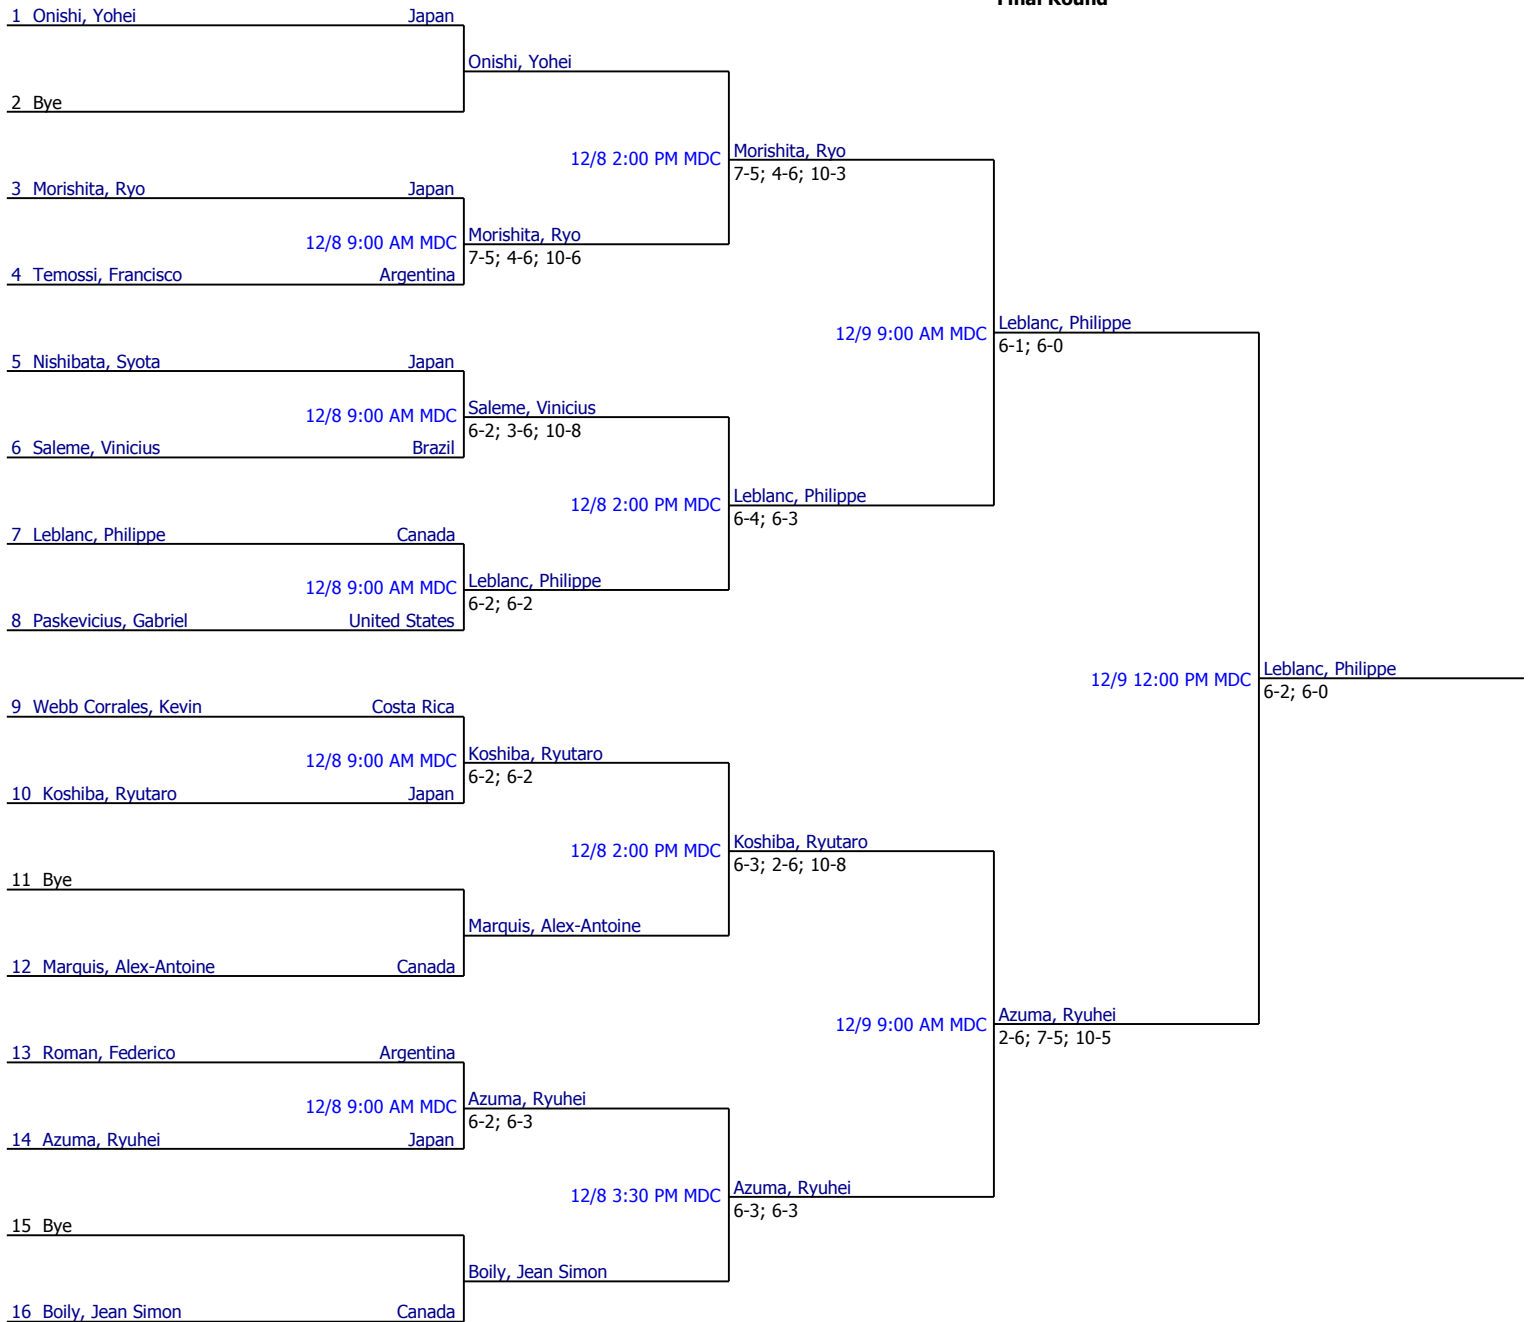 Final Round
1 Onishi, Yohei Japan
Onishi, Yohei
2 Bye
12/8 2:00 PM MDC Morishita, Ryo
7-5; 4-6; 10-3
3 Morishita, Ryo Japan
12/8 9:00 AM MDC Morishita, Ryo
7-5; 4-6; 10-6
4 Temossi, Francisco Argentina
12/9 9:00 AM MDC Leblanc, Philippe
6-1; 6-0
5 Nishibata, Syota Japan
12/8 9:00 AM MDC Saleme, Vinicius
6-2; 3-6; 10-8
6 Saleme, Vinicius Brazil
12/8 2:00 PM MDC Leblanc, Philippe
6-4; 6-3
7 Leblanc, Philippe Canada
12/8 9:00 AM MDC Leblanc, Philippe
6-2; 6-2
8 Paskevicius, Gabriel United States
12/9 12:00 PM MDC Leblanc, Philippe
6-2; 6-0
9 Webb Corrales, Kevin Costa Rica
12/8 9:00 AM MDC Koshiba, Ryutaro
6-2; 6-2
10 Koshiba, Ryutaro Japan
12/8 2:00 PM MDC Koshiba, Ryutaro
6-3; 2-6; 10-8
11 Bye
Marquis, Alex-Antoine
12 Marquis, Alex-Antoine Canada
12/9 9:00 AM MDC Azuma, Ryuhei
2-6; 7-5; 10-5
13 Roman, Federico Argentina
12/8 9:00 AM MDC Azuma, Ryuhei
6-2; 6-3
14 Azuma, Ryuhei Japan
12/8 3:30 PM MDC Azuma, Ryuhei
6-3; 6-3
15 Bye
Boily, Jean Simon
16 Boily, Jean Simon Canada